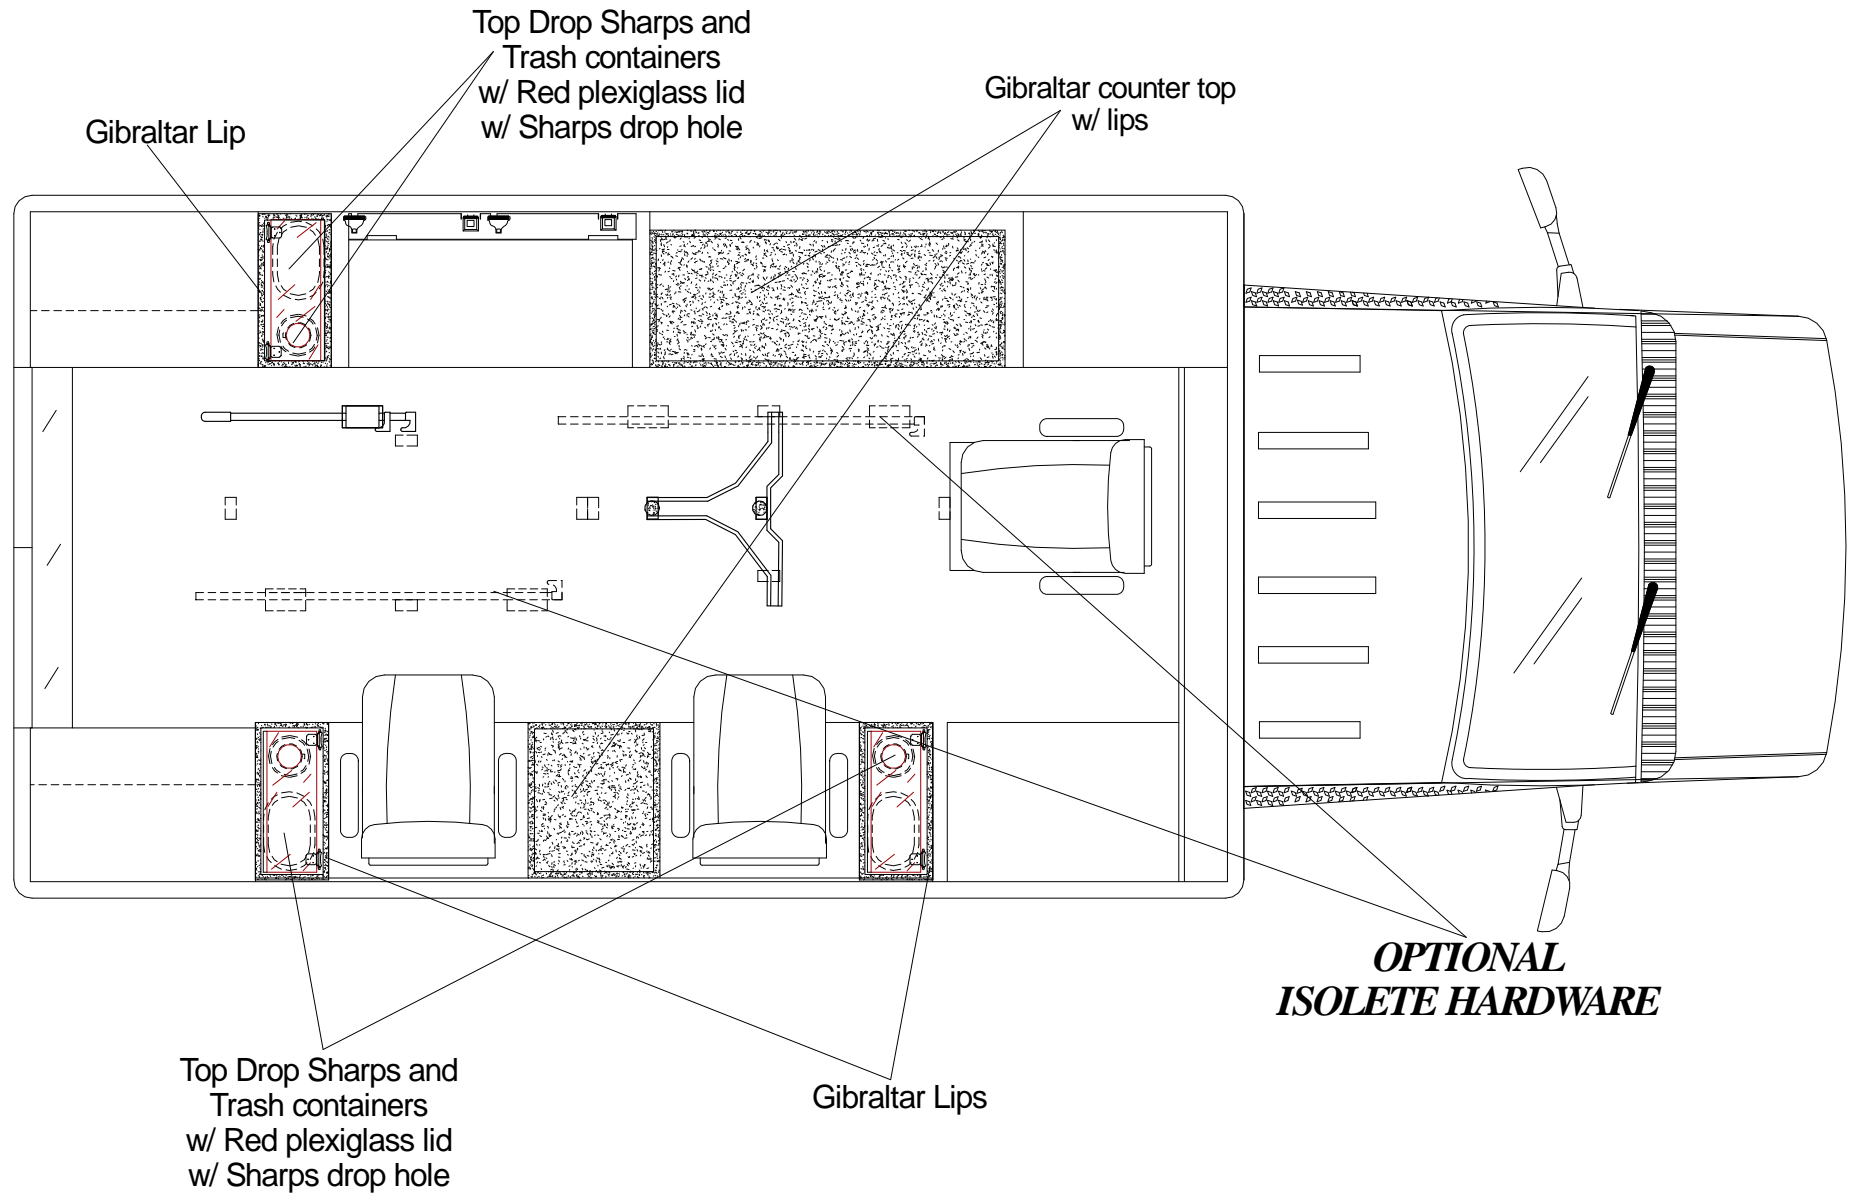 Top Drop Sharps and
Trash containers
w/ Red plexiglass lid
w/ Sharps drop hole
Gibraltar Lip
Gibraltar counter top
w/ lips
OPTIONAL
ISOLETE HARDWARE
Top Drop Sharps and
Trash containers
w/ Red plexiglass lid
w/ Sharps drop hole
Gibraltar Lips